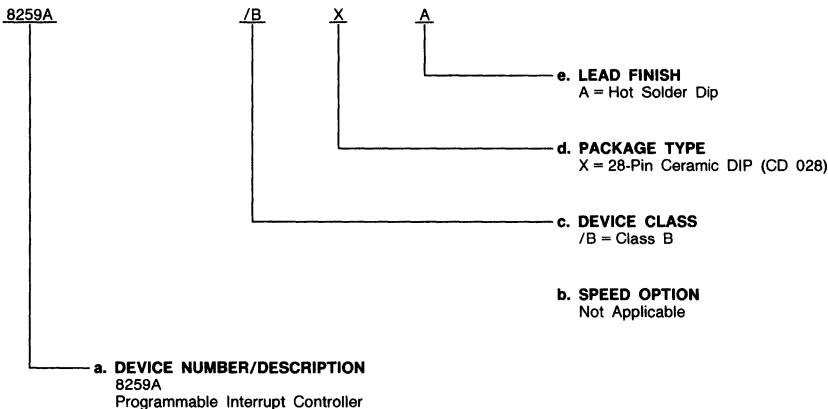 8259A /B X A
e. LEAD FINISH
A = Hot Solder Dip
d. PACKAGE TYPE
X = 28-Pin Ceramic DIP (CD 028)
c. DEVICE CLASS
/B = Class B
b. SPEED OPTION
Not Applicable
a. DEVICE NUMBER/DESCRIPTION
8259A
Programmable Interrupt Controller